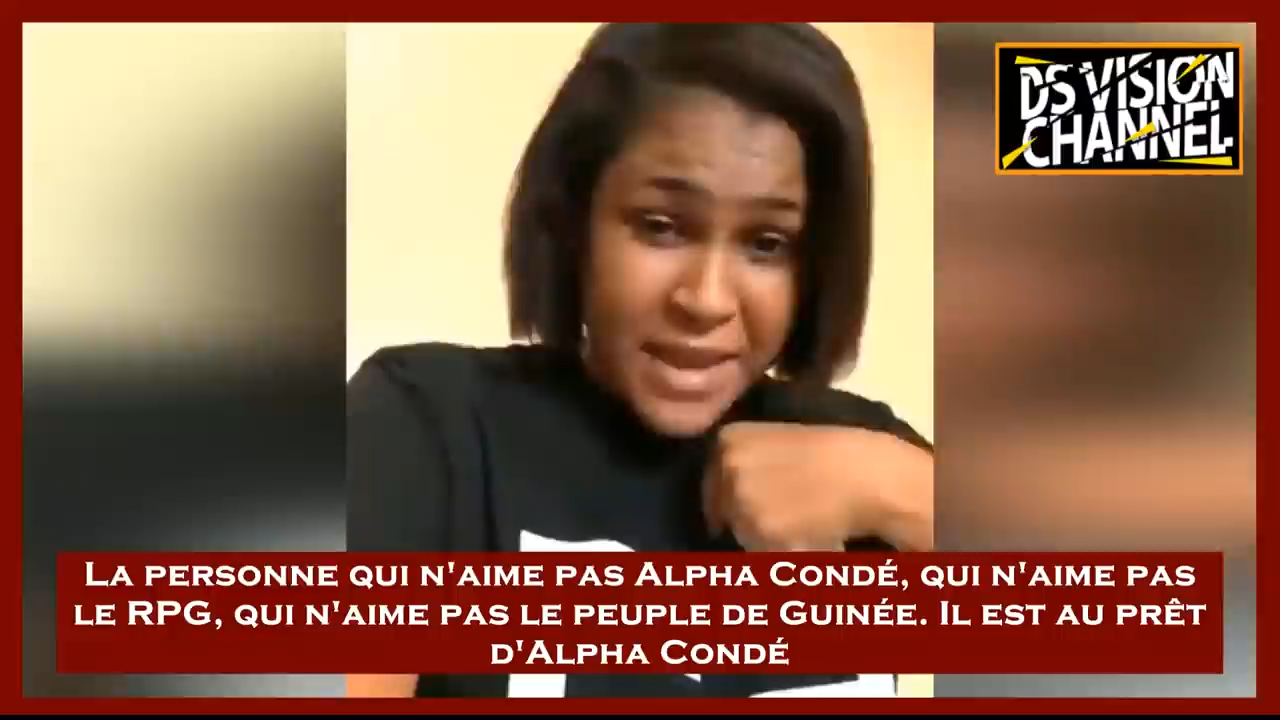 DS VISION
CHANNEL
LA PERSONNE QUI N'AIME PAS ALPHA CONDÉ, QUI N'AIME PAS
LE RPG, QUI N'AIME PAS LE PEUPLE DE GUINÉE. IL EST AU PRÊT
D'ALPHA CONDÉ